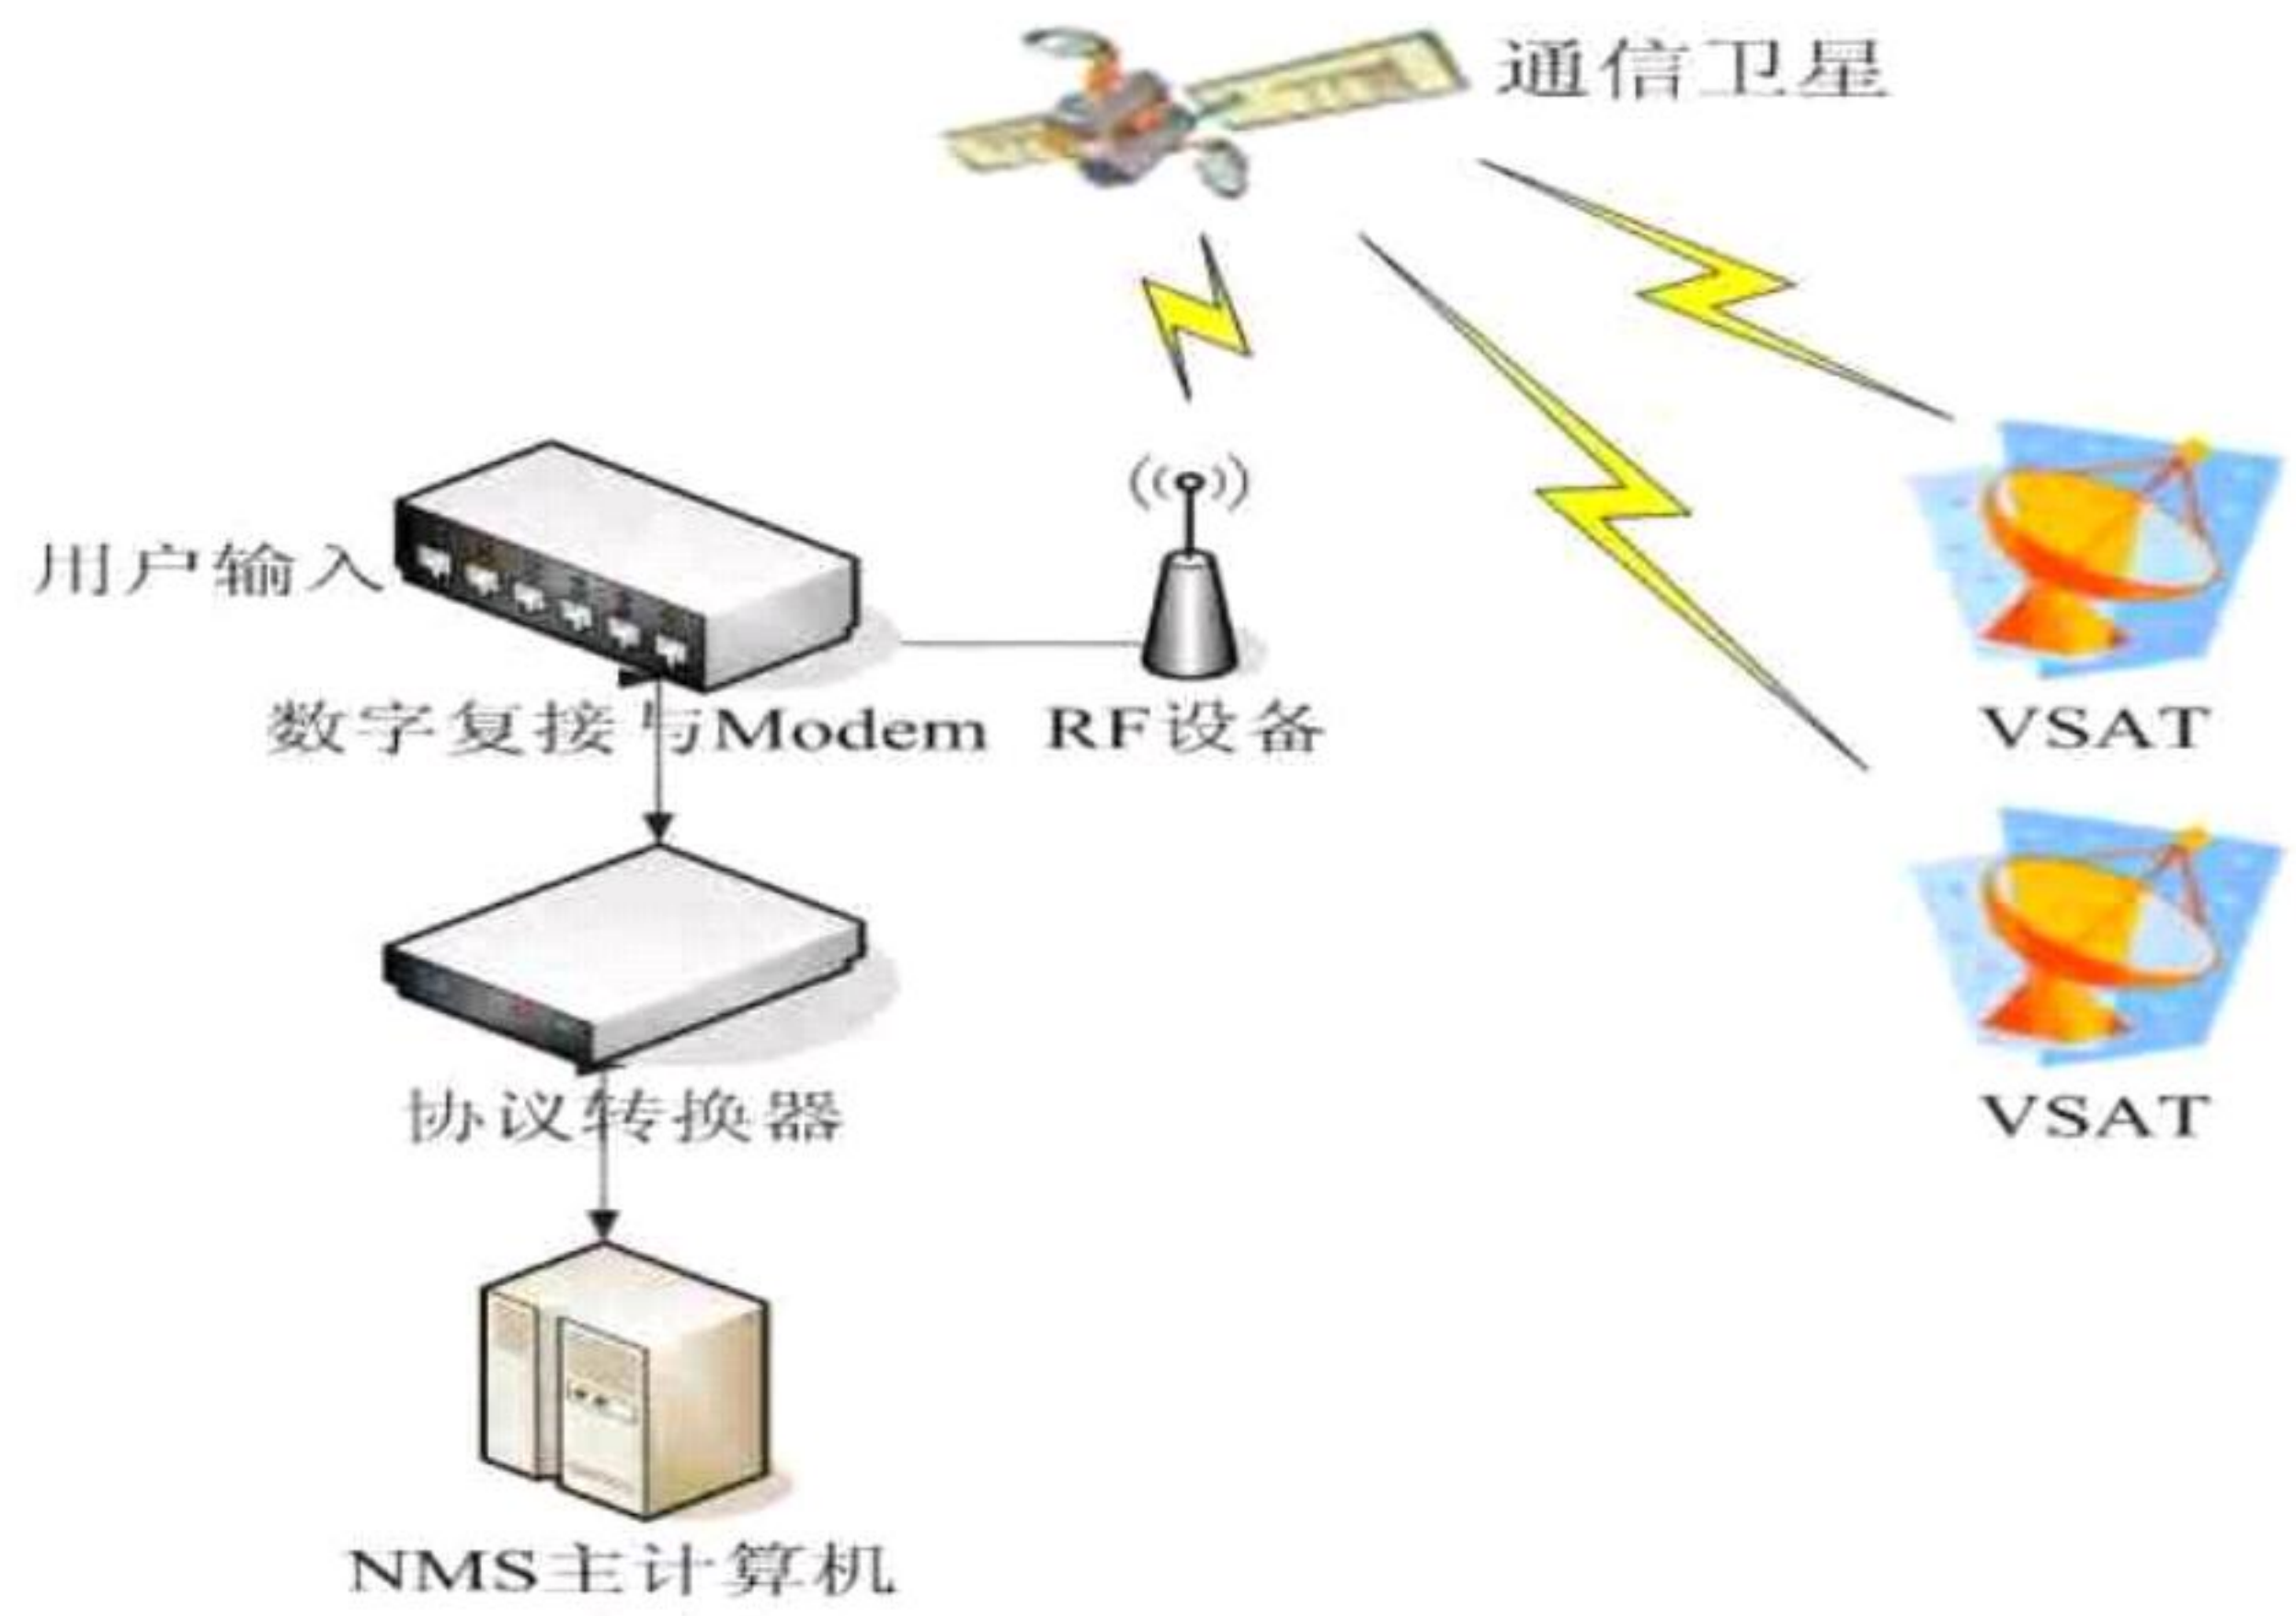 通信卫星
用户输入
数字复接与Modem
RF设备
VSAT
协议转换器
VSAT
NMS主计算机